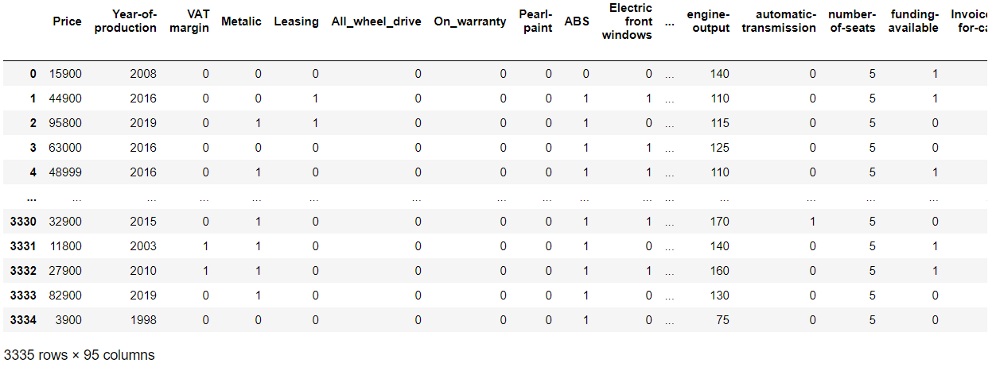 Price Year-of-production VAT margin Metalic Leasing All_wheel_drive On_warranty Pearl-paint ABS Electric front windows ... engine-output automatic-transmission number-of-seats funding-available Invoice for-ca
0 15900 2008 0 0 0 0 0 0 0 0 ... 140 0 5 1
1 44900 2016 0 0 1 0 0 0 1 1 ... 110 0 5 1
2 95800 2019 0 1 1 0 0 0 1 0 ... 115 0 5 0
3 63000 2016 0 0 0 0 0 0 1 1 ... 125 0 5 0
4 48999 2016 0 1 0 0 0 0 1 1 ... 110 0 5 1
... ... ... ... ... ... ... ... ... ... ... ... ... ... ... ...
3330 32900 2015 0 1 0 0 0 0 1 1 ... 170 1 5 0
3331 11800 2003 1 1 0 0 0 0 1 0 ... 140 0 5 1
3332 27900 2010 1 1 0 0 0 0 1 1 ... 160 0 5 1
3333 82900 2019 0 1 0 0 0 0 1 0 ... 130 0 5 0
3334 3900 1998 0 0 0 0 0 0 1 0 ... 75 0 5 0
3335 rows × 95 columns